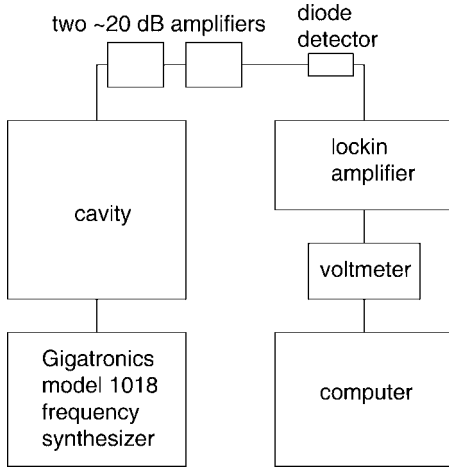 two ~20 dB amplifiers
diode
detector
cavity
lockin
amplifier
voltmeter
Gigatronics
model 1018
frequency
synthesizer
computer